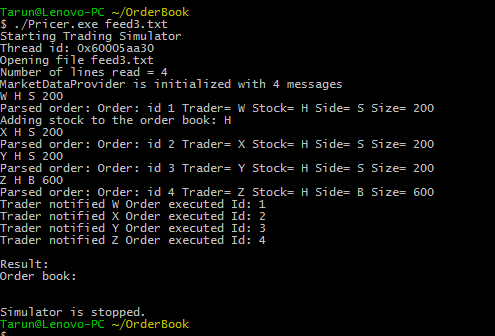 Tarun@Lenovo-PC ~/OrderBook
$ ./Pricer.exe feed3.txt
Starting Trading Simulator
Thread id: 0x60005aa30
Opening file feed3.txt
Number of lines read = 4
MarketDataProvider is initialized with 4 messages
W H S 200
Parsed order: Order: id 1 Trader= W Stock= H Side= S Size= 200
Adding stock to the order book: H
X H S 200
Parsed order: Order: id 2 Trader= X Stock= H Side= S Size= 200
Y H S 200
Parsed order: Order: id 3 Trader= Y Stock= H Side= S Size= 200
Z H B 600
Parsed order: Order: id 4 Trader= Z Stock= H Side= B Size= 600
Trader notified W Order executed Id: 1
Trader notified X Order executed Id: 2
Trader notified Y Order executed Id: 3
Trader notified Z Order executed Id: 4
Result:
Order book:
Simulator is stopped.
Tarun@Lenovo-PC ~/OrderBook
$